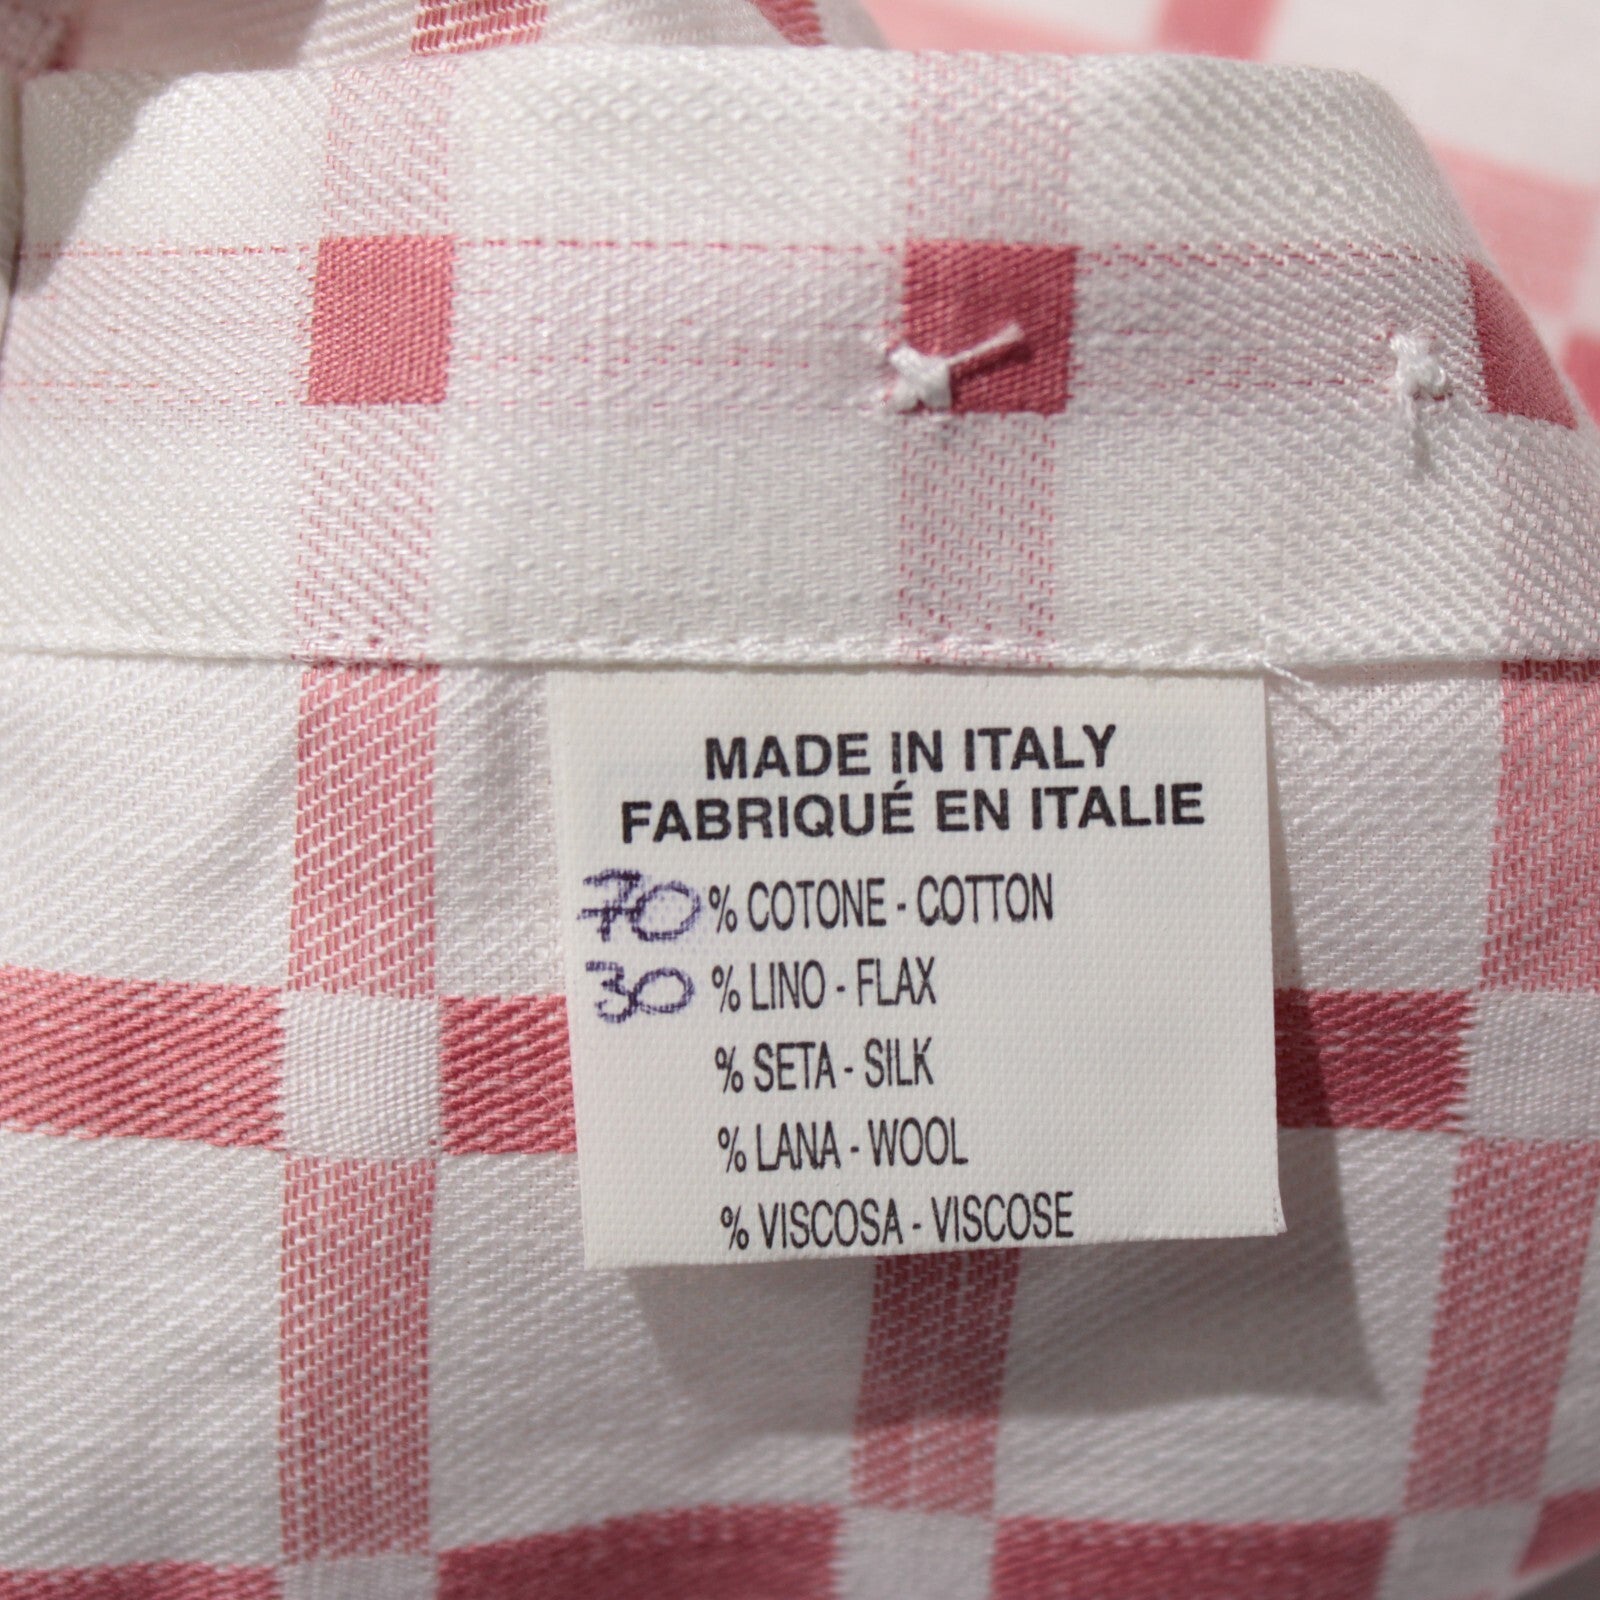 MADE IN ITALY
FABRIQUÉ EN ITALIE
70 % COTONE - COTTON
30 % LINO - FLAX
% SETA - SILK
% LANA - WOOL
% VISCOSA - VISCOSE